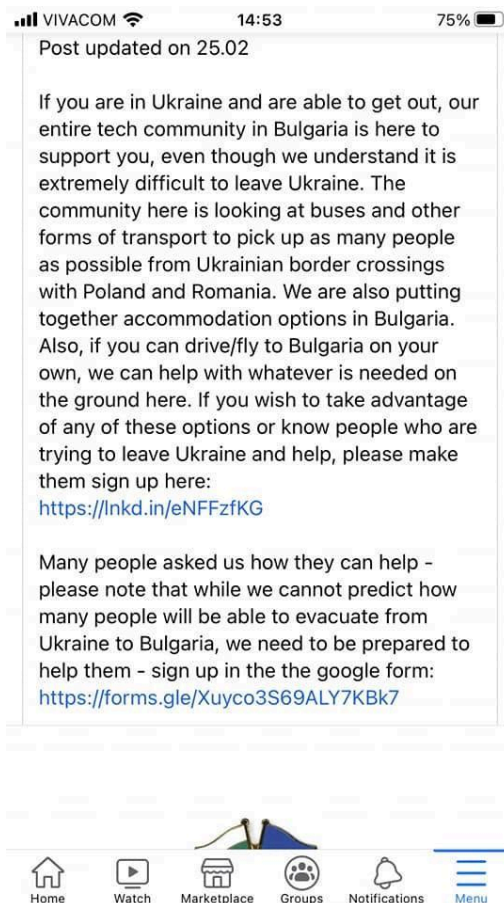 VIVACOM 14:53 75%
Post updated on 25.02
If you are in Ukraine and are able to get out, our
entire tech community in Bulgaria is here to
support you, even though we understand it is
extremely difficult to leave Ukraine. The
community here is looking at buses and other
forms of transport to pick up as many people
as possible from Ukrainian border crossings
with Poland and Romania. We are also putting
together accommodation options in Bulgaria.
Also, if you can drive/fly to Bulgaria on your
own, we can help with whatever is needed on
the ground here. If you wish to take advantage
of any of these options or know people who are
trying to leave Ukraine and help, please make
them sign up here:
https://lnkd.in/eNFFzfKG
Many people asked us how they can help -
please note that while we cannot predict how
many people will be able to evacuate from
Ukraine to Bulgaria, we need to be prepared to
help them - sign up in the the google form:
https://forms.gle/Xuyco3S69ALY7KBk7
Home Watch Marketplace Groups Notifications Menu